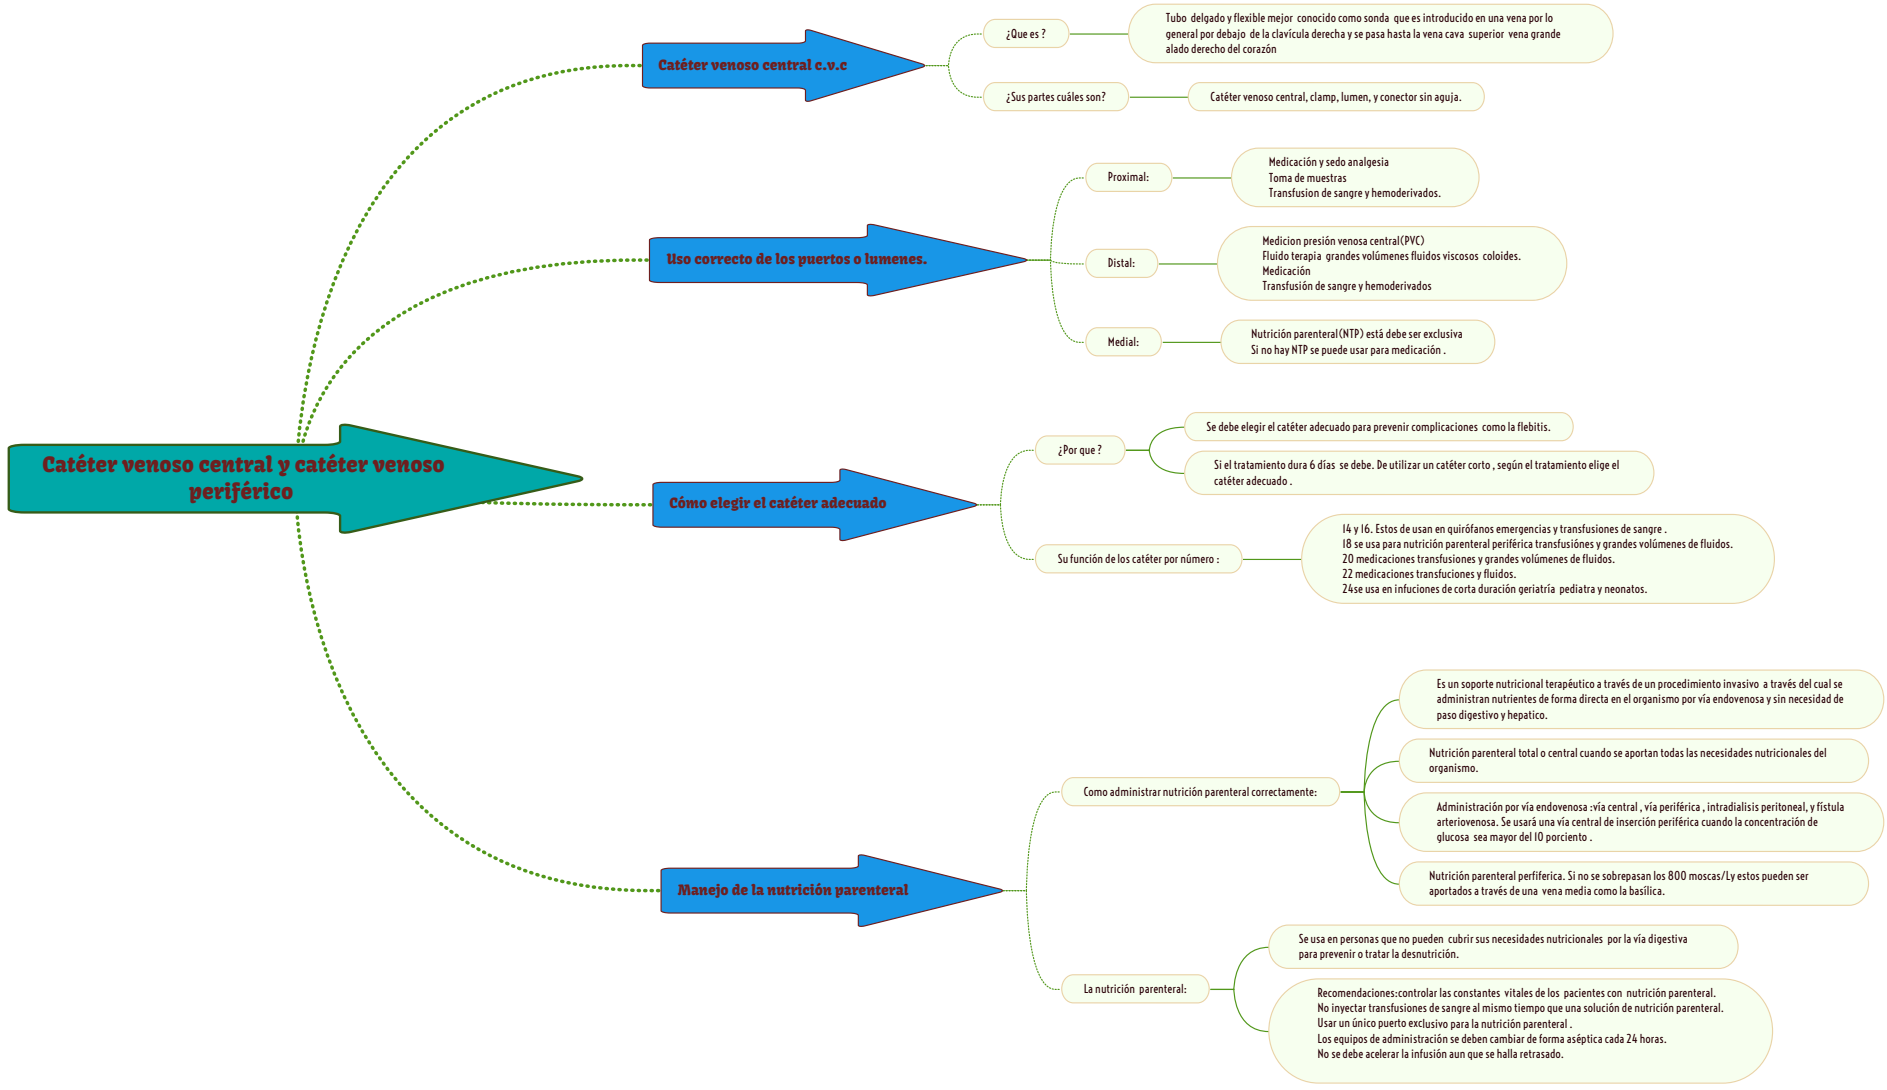 Catéter venoso central y catéter venoso
periférico
Catéter venoso central c.v.c
¿Que es ?
Tubo delgado y flexible mejor conocido como sonda que es introducido en una vena por lo
general por debajo de la clavícula derecha y se pasa hasta la vena cava superior vena grande
alado derecho del corazón
¿Sus partes cuáles son?
Catéter venoso central, clamp, lumen, y conector sin aguja.
Uso correcto de los puertos o lumenes.
Proximal:
Medicación y sedo analgesia
Toma de muestras
Transfusion de sangre y hemoderivados.
Distal:
Medicion presión venosa central(PVC)
Fluido terapia grandes volúmenes fluidos viscosos coloides.
Medicación
Transfusión de sangre y hemoderivados
Medial:
Nutrición parenteral(NTP) está debe ser exclusiva
Si no hay NTP se puede usar para medicación .
Cómo elegir el catéter adecuado
¿Por que ?
Se debe elegir el catéter adecuado para prevenir complicaciones como la flebitis.
Si el tratamiento dura 6 días se debe. De utilizar un catéter corto , según el tratamiento elige el
catéter adecuado .
Su función de los catéter por número :
14 y 16. Estos de usan en quirófanos emergencias y transfusiones de sangre .
18 se usa para nutrición parenteral periférica transfusiónes y grandes volúmenes de fluidos.
20 medicaciones transfusiones y grandes volúmenes de fluidos.
22 medicaciones transfuciones y fluidos.
24se usa en infuciones de corta duración geriatría pediatra y neonatos.
Manejo de la nutrición parenteral
Como administrar nutrición parenteral correctamente:
Es un soporte nutricional terapéutico a través de un procedimiento invasivo a través del cual se
administran nutrientes de forma directa en el organismo por vía endovenosa y sin necesidad de
paso digestivo y hepatico.
Nutrición parenteral total o central cuando se aportan todas las necesidades nutricionales del
organismo.
Administración por vía endovenosa :vía central , vía periférica , intradialisis peritoneal, y fístula
arteriovenosa. Se usará una vía central de inserción periférica cuando la concentración de
glucosa sea mayor del 10 porciento .
Nutrición parenteral perfiferica. Si no se sobrepasan los 800 moscas/Ly estos pueden ser
aportados a través de una vena media como la basílica.
La nutrición parenteral:
Se usa en personas que no pueden cubrir sus necesidades nutricionales por la vía digestiva
para prevenir o tratar la desnutrición.
Recomendaciones:controlar las constantes vitales de los pacientes con nutrición parenteral.
No inyectar transfusiones de sangre al mismo tiempo que una solución de nutrición parenteral.
Usar un único puerto exclusivo para la nutrición parenteral .
Los equipos de administración se deben cambiar de forma aséptica cada 24 horas.
No se debe acelerar la infusión aun que se halla retrasado.